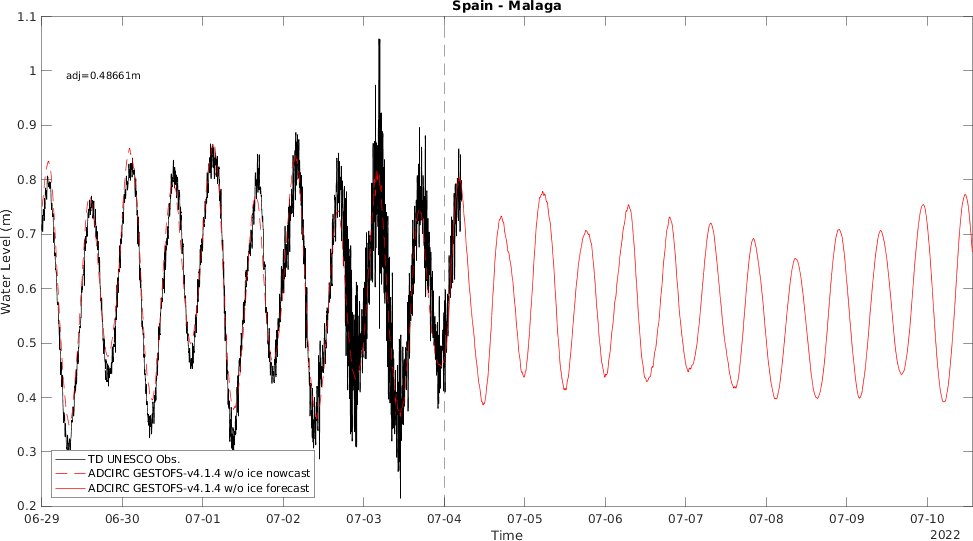 Spain - Malaga
1.1
1
0.9
0.8
0.7
0.6
0.5
0.4
0.3
0.2
Water Level (m)
adj=0.48661m
TD UNESCO Obs.
ADCIRC GESTOFS-v4.1.4 w/o ice nowcast
ADCIRC GESTOFS-v4.1.4 w/o ice forecast
06-29 06-30 07-01 07-02 07-03 07-04 07-05 07-06 07-07 07-08 07-09 07-10
Time
2022